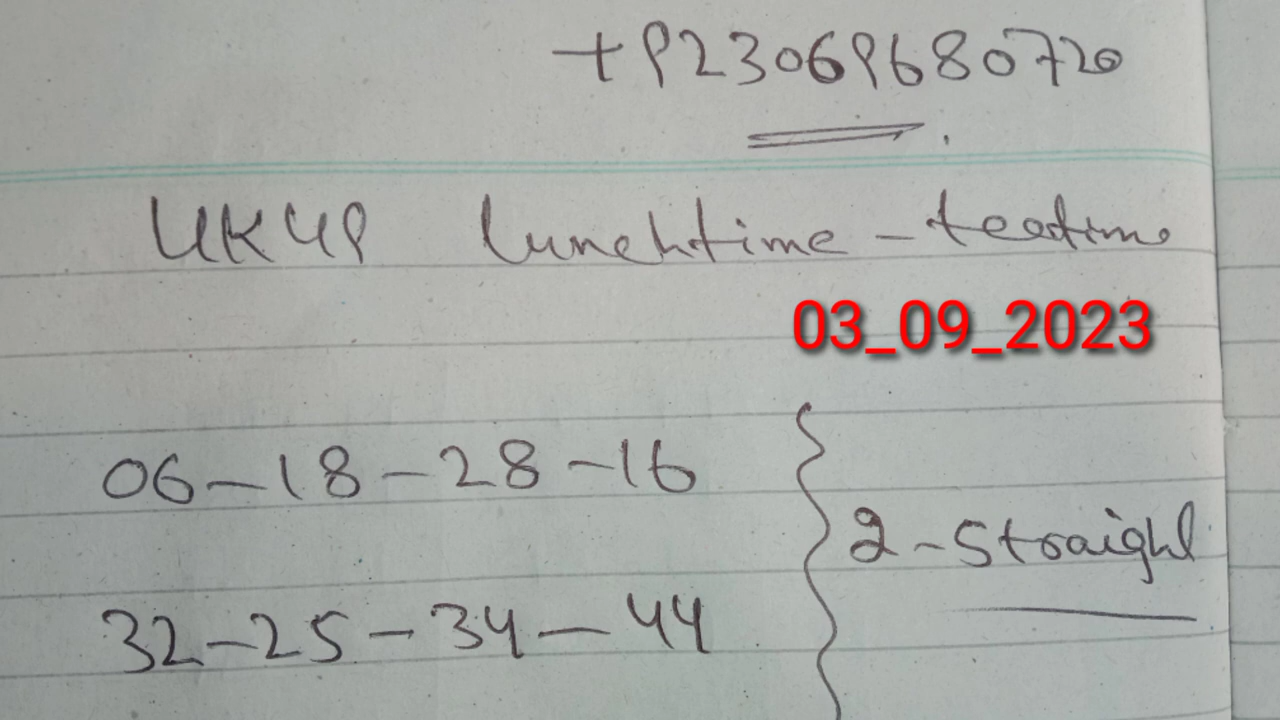 +923069680720
UK49 lunchtime - teatime
03_09_2023
06-18-28-16
2-Straight
32-25-34-44